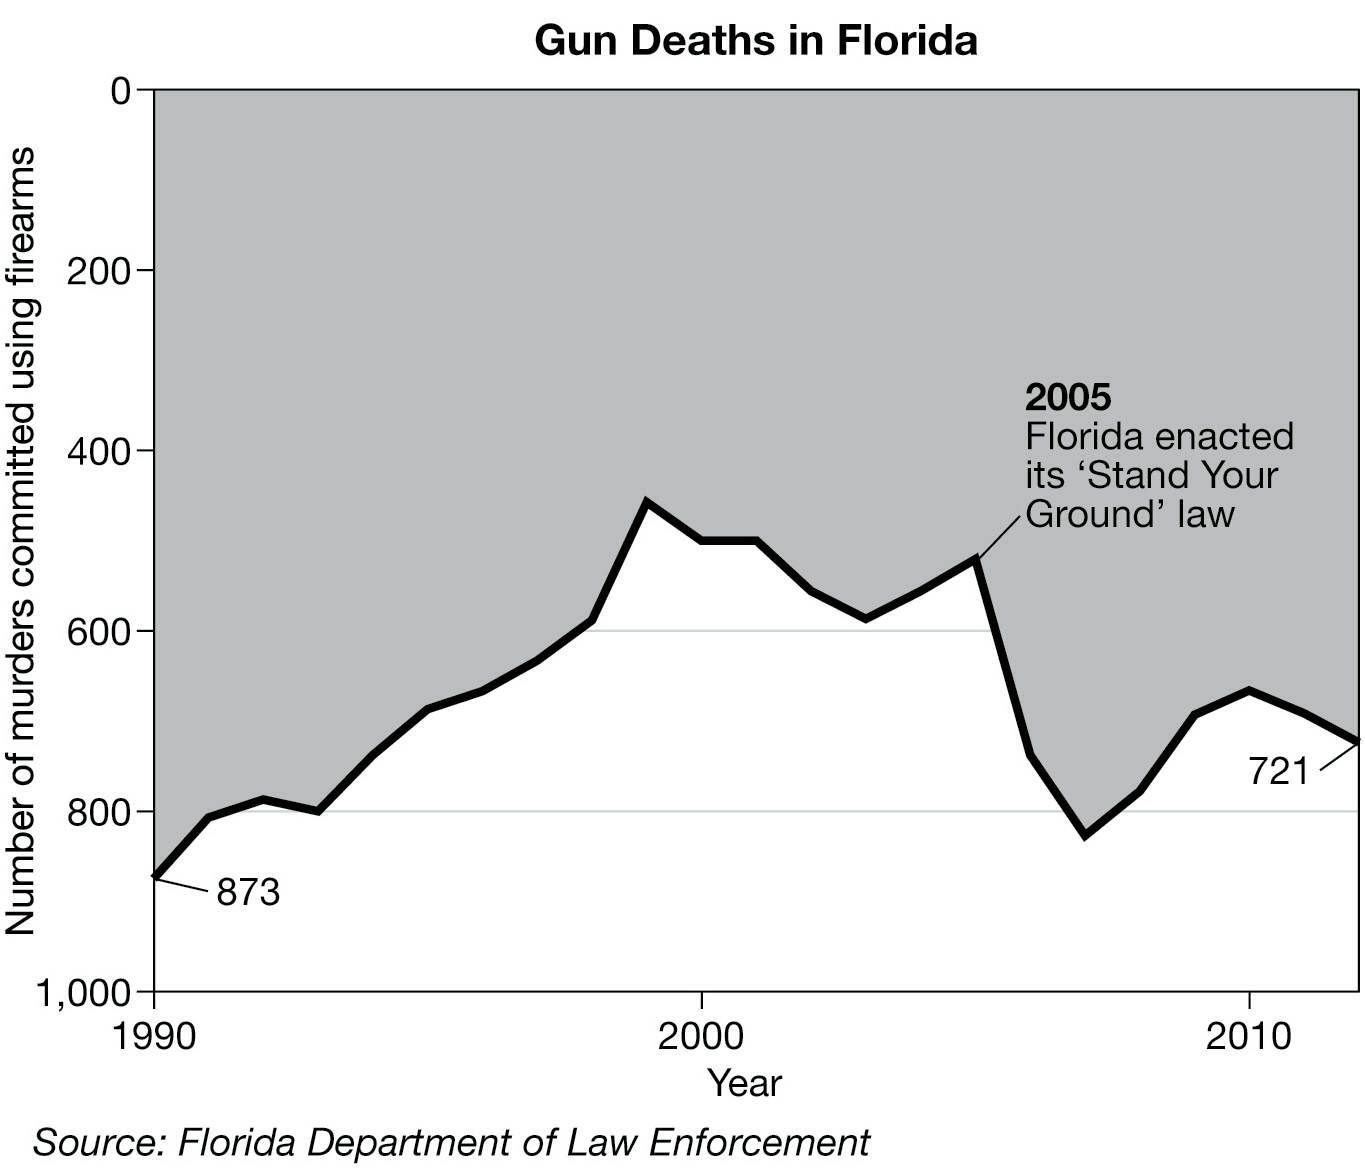 Gun Deaths in Florida
Number of murders committed using firearms
0
200
400
600
800
1,000
2005
Florida enacted
its ‘Stand Your
Ground’ law
721
873
1990
2000
2010
Year
Source: Florida Department of Law Enforcement